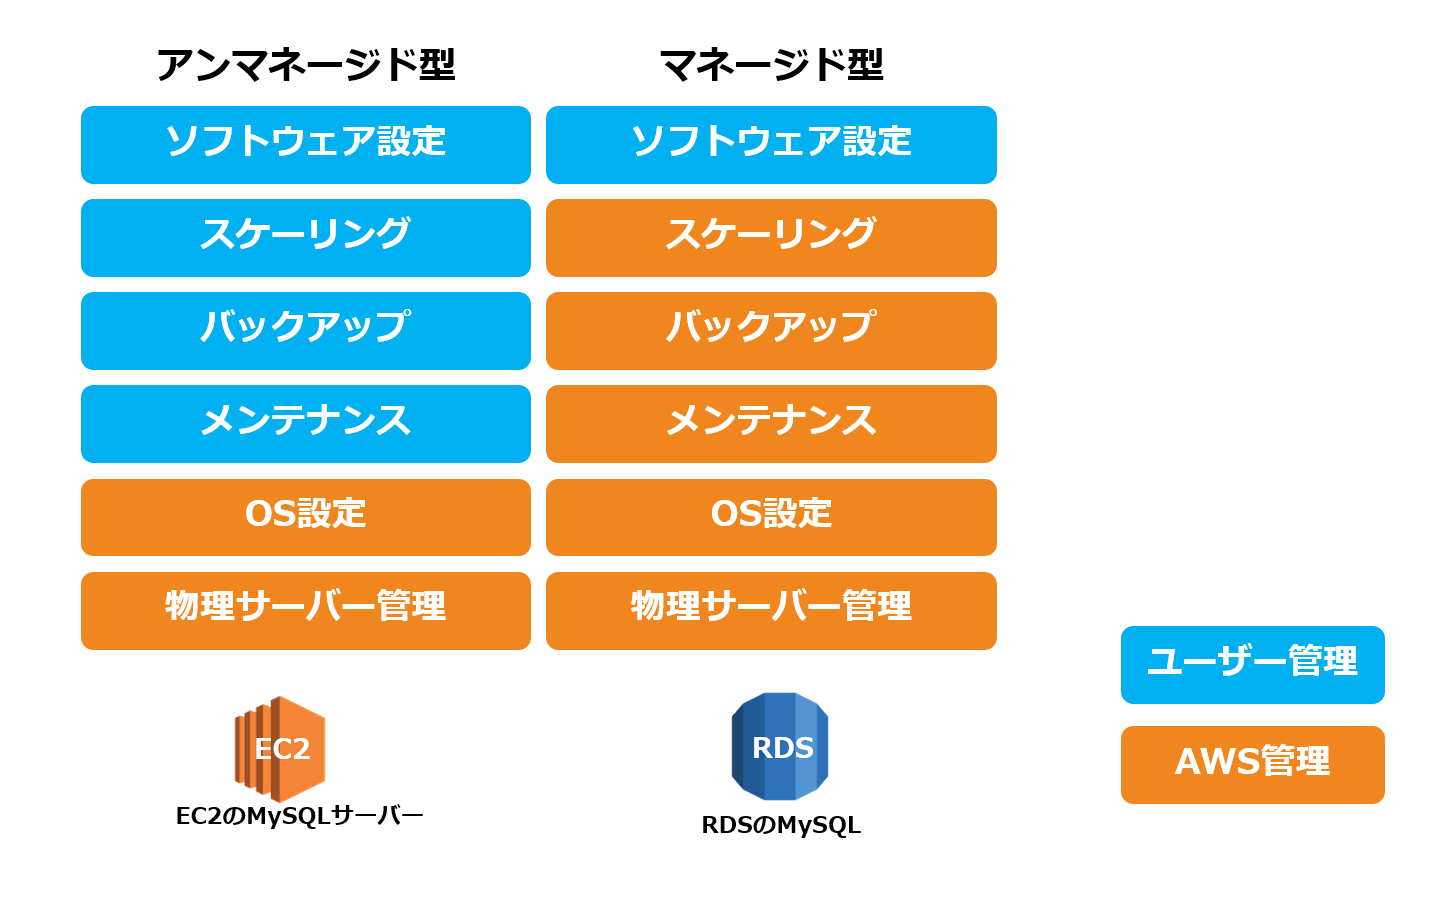 アンマネージド型
マネージド型
ソフトウェア設定
ソフトウェア設定
スケーリング
スケーリング
バックアップ
バックアップ
メンテナンス
メンテナンス
OS設定
OS設定
物理サーバー管理
物理サーバー管理
ユーザー管理
AWS管理
EC2
RDS
EC2のMySQLサーバー
RDSのMySQL